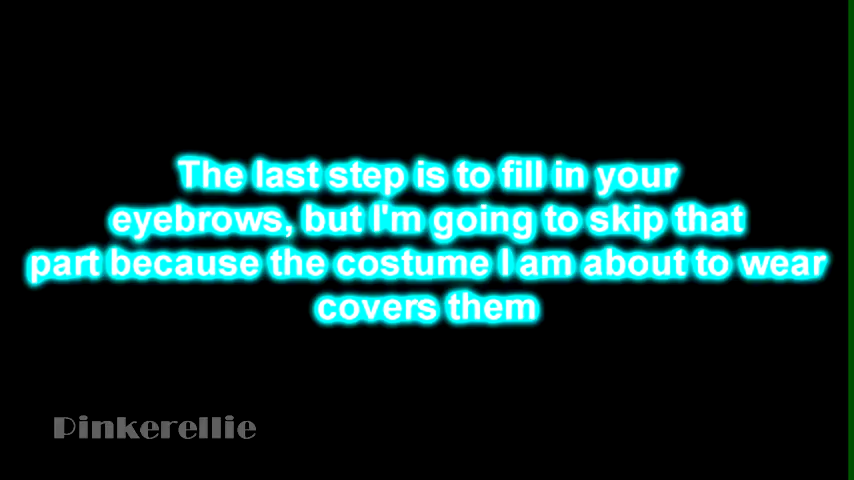 The last step is to fill in your
eyebrows, but I'm going to skip that
part because the costume I am about to wear
covers them
Pinkerellie